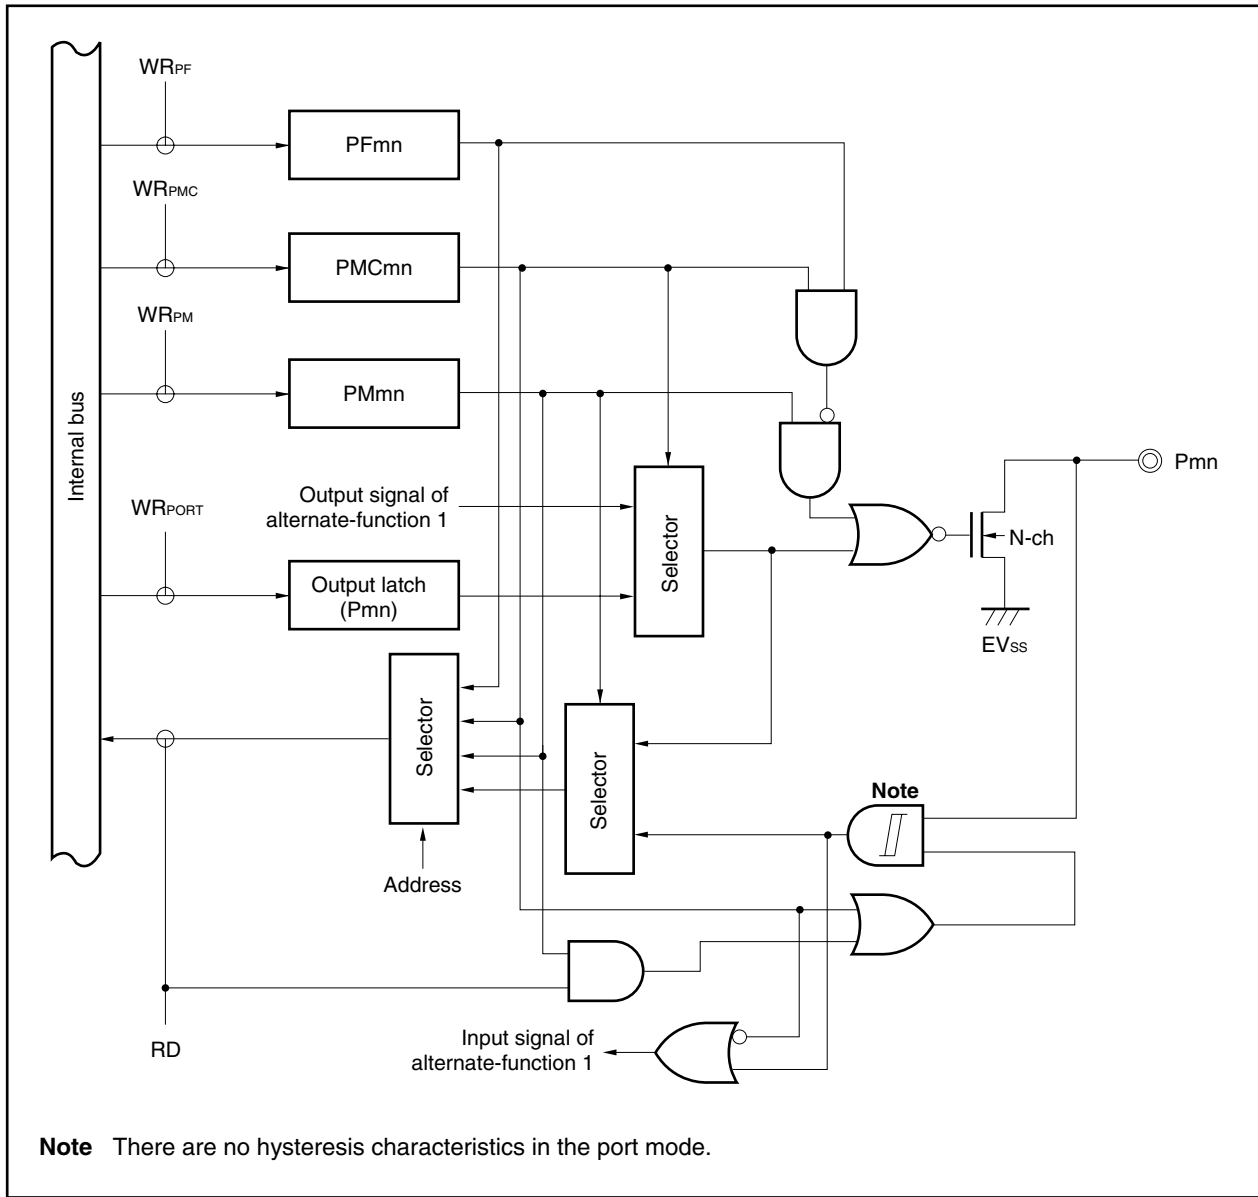 WRPF
PFmn
WRPMC
PMCmn
WRPM
PMmn
Internal bus
WRPORT
Output signal of
alternate-function 1
Output latch
(Pmn)
Selector
Pmn
N-ch
EVSS
Selector
Selector
Note
Address
RD
Input signal of
alternate-function 1
Note There are no hysteresis characteristics in the port mode.